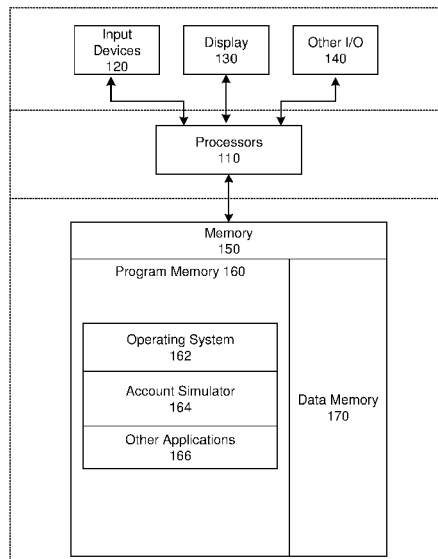 Input
Devices
120
Display
130
Other I/O
140
Processors
110
Memory
150
Program Memory 160
Operating System
162
Account Simulator
164
Other Applications
166
Data Memory
170